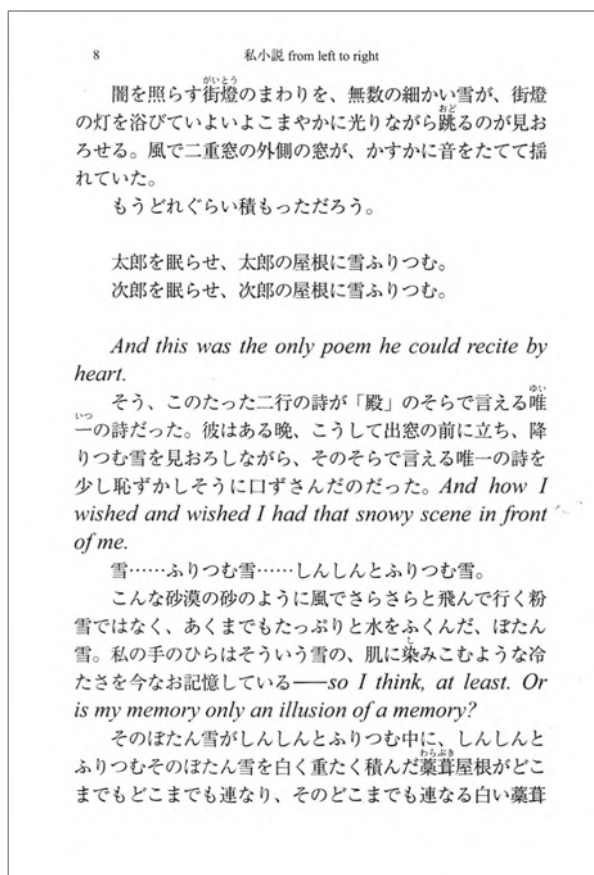 8 私小説 from left to right
闇を照らす街燈のまわりを、無数の細かい雪が、街燈
の灯を浴びていよいよこまやかに光りながら跳るのが見お
ろせる。風で二重窓の外側の窓が、かすかに音をたてて揺
れていた。
もうどれぐらい積もっただろう。
太郎を眠らせ、太郎の屋根に雪ふりつむ。
次郎を眠らせ、次郎の屋根に雪ふりつむ。
And this was the only poem he could recite by
heart.
そう、このたった二行の詩が「殿」のそらで言える唯
一の詩だった。彼はある晩、こうして出窓の前に立ち、降
りつむ雪を見おろしながら、そのそらで言える唯一の詩を
少し恥ずかしそうに口ずさんだのだった。And how I
wished and wished I had that snowy scene in front
of me.
雪……ふりつむ雪……しんしんとふりつむ雪。
こんな砂漠の砂のように風でさらさらと飛んで行く粉
雪ではなく、あくまでもたっぷりと水をふくんだ、ぼたん
雪。私の手のひらはそういう雪の、肌に染みこむような冷
たさを今なお記憶している——so I think, at least. Or
is my memory only an illusion of a memory?
そのぼたん雪がしんしんとふりつむ中に、しんしんと
ふりつむそのぼたん雪を白く重たく積んだ藁葺屋根がどこ
までもどこまでも連なり、そのどこまでも連なる白い藁葺